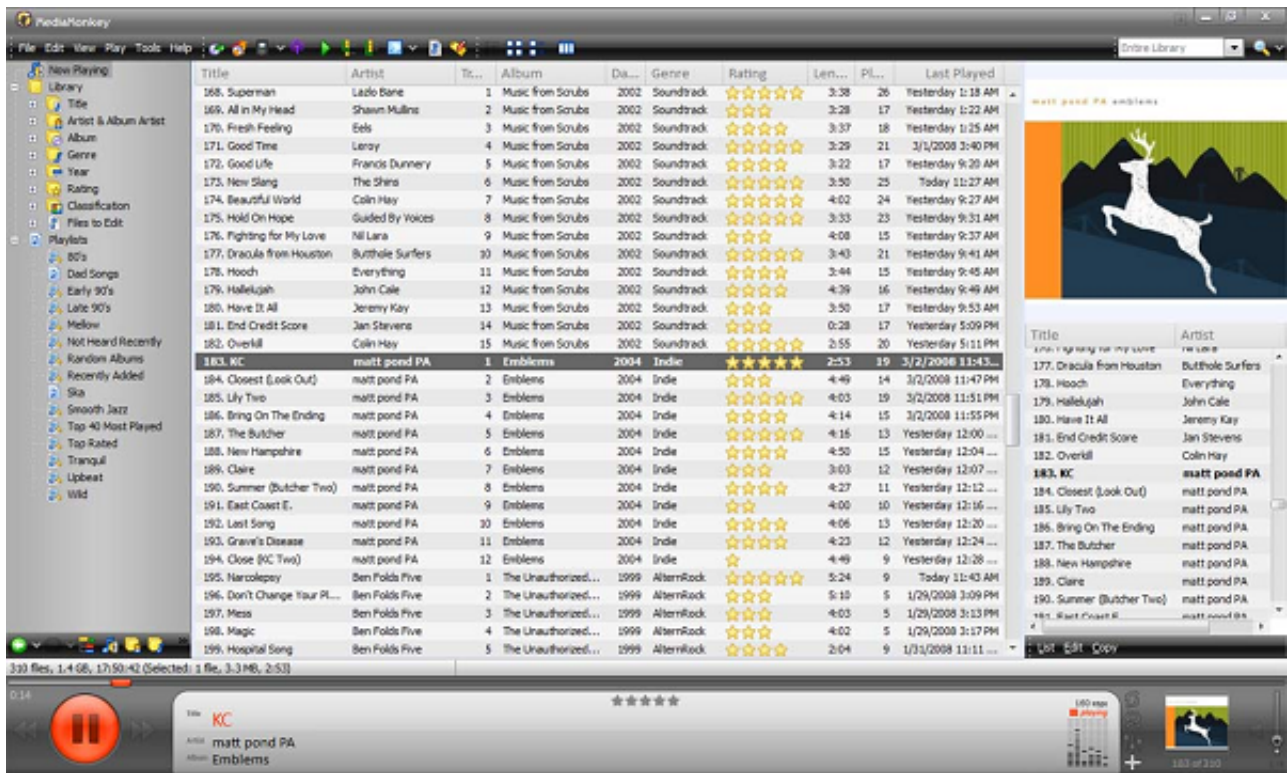 MediaMonkey
File Edit View Play Tools Help
Entire Library
Now Playing
Library
Title
Artist & Album Artist
Album
Genre
Year
Rating
Classification
Files to Edit
Playlists
80's
Dad Songs
Early 90's
Late 90's
Mellow
Not Heard Recently
Random Albums
Recently Added
Ska
Smooth Jazz
Top 40 Most Played
Top Rated
Tranquil
Upbeat
Wild
Title Artist Tr... Album Da... Genre Rating Len... Pl... Last Played
168. Superman Lazlo Bane 1 Music from Scrubs 2002 Soundtrack 3:38 26 Yesterday 1:18 AM
169. All in My Head Shawn Mullins 2 Music from Scrubs 2002 Soundtrack 3:28 17 Yesterday 1:22 AM
170. Fresh Feeling Eels 3 Music from Scrubs 2002 Soundtrack 3:37 18 Yesterday 1:25 AM
171. Good Time Leroy 4 Music from Scrubs 2002 Soundtrack 3:29 21 3/1/2008 3:40 PM
172. Good Life Francis Dunnery 5 Music from Scrubs 2002 Soundtrack 3:22 17 Yesterday 9:20 AM
173. New Slang The Shins 6 Music from Scrubs 2002 Soundtrack 3:50 25 Today 11:27 AM
174. Beautiful World Colin Hay 7 Music from Scrubs 2002 Soundtrack 4:02 24 Yesterday 9:27 AM
175. Hold On Hope Guided By Voices 8 Music from Scrubs 2002 Soundtrack 3:33 23 Yesterday 9:31 AM
176. Fighting for My Love Nil Lara 9 Music from Scrubs 2002 Soundtrack 4:08 15 Yesterday 9:37 AM
177. Dracula from Houston Butthole Surfers 10 Music from Scrubs 2002 Soundtrack 3:43 21 Yesterday 9:41 AM
178. Hooch Everything 11 Music from Scrubs 2002 Soundtrack 3:44 15 Yesterday 9:45 AM
179. Hallelujah John Cale 12 Music from Scrubs 2002 Soundtrack 4:39 16 Yesterday 9:49 AM
180. Have It All Jeremy Kay 13 Music from Scrubs 2002 Soundtrack 3:50 17 Yesterday 9:53 AM
181. End Credit Score Jan Stevens 14 Music from Scrubs 2002 Soundtrack 0:28 17 Yesterday 5:09 PM
182. Overkill Colin Hay 15 Music from Scrubs 2002 Soundtrack 2:55 20 Yesterday 5:11 PM
183. KC matt pond PA 1 Emblems 2004 Indie 2:53 19 3/2/2008 11:43...
184. Closest (Look Out) matt pond PA 2 Emblems 2004 Indie 4:49 14 3/2/2008 11:47 PM
185. Lily Two matt pond PA 3 Emblems 2004 Indie 4:03 19 3/2/2008 11:51 PM
186. Bring On The Ending matt pond PA 4 Emblems 2004 Indie 4:14 15 3/2/2008 11:55 PM
187. The Butcher matt pond PA 5 Emblems 2004 Indie 4:16 13 Yesterday 12:00 ...
188. New Hampshire matt pond PA 6 Emblems 2004 Indie 4:50 15 Yesterday 12:04 ...
189. Claire matt pond PA 7 Emblems 2004 Indie 3:03 12 Yesterday 12:07 ...
190. Summer (Butcher Two) matt pond PA 8 Emblems 2004 Indie 4:27 11 Yesterday 12:12 ...
191. East Coast E. matt pond PA 9 Emblems 2004 Indie 4:00 10 Yesterday 12:16 ...
192. Last Song matt pond PA 10 Emblems 2004 Indie 4:06 13 Yesterday 12:20 ...
193. Grave's Disease matt pond PA 11 Emblems 2004 Indie 4:23 12 Yesterday 12:24 ...
194. Close (KC Two) matt pond PA 12 Emblems 2004 Indie 4:49 9 Yesterday 12:28 ...
195. Narcolepsy Ben Folds Five 1 The Unauthorized... 1999 AlternRock 5:24 9 Today 11:43 AM
196. Don't Change Your Pl... Ben Folds Five 2 The Unauthorized... 1999 AlternRock 5:10 5 1/29/2008 3:09 PM
197. Mess Ben Folds Five 3 The Unauthorized... 1999 AlternRock 4:03 5 1/29/2008 3:13 PM
198. Magic Ben Folds Five 4 The Unauthorized... 1999 AlternRock 4:02 5 1/29/2008 3:17 PM
199. Hospital Song Ben Folds Five 5 The Unauthorized... 1999 AlternRock 2:04 9 1/31/2008 11:11 ...
matt pond PA emblems
Title Artist
176. Fighting for My Love Nil Lara
177. Dracula from Houston Butthole Surfers
178. Hooch Everything
179. Hallelujah John Cale
180. Have It All Jeremy Kay
181. End Credit Score Jan Stevens
182. Overkill Colin Hay
183. KC matt pond PA
184. Closest (Look Out) matt pond PA
185. Lily Two matt pond PA
186. Bring On The Ending matt pond PA
187. The Butcher matt pond PA
188. New Hampshire matt pond PA
189. Claire matt pond PA
190. Summer (Butcher Two) matt pond PA
191. East Coast E. matt pond PA
List Edit Copy
310 files, 1.4 GB, 17:50:42 (Selected: 1 file, 3.3 MB, 2:53)
0:14
Title KC
Artist matt pond PA
Album Emblems
160 kbps
playing
183 of 310